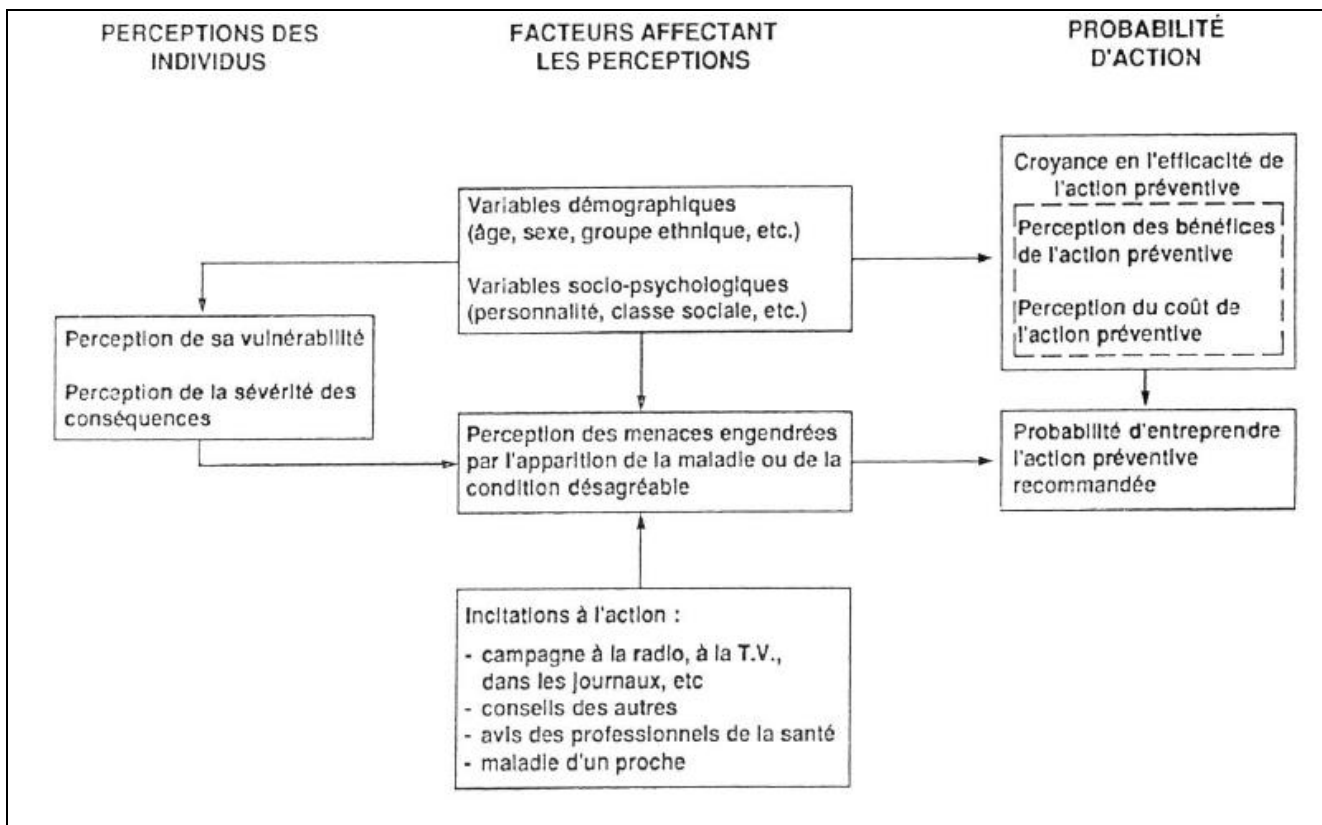 PERCEPTIONS DES
INDIVIDUS
FACTEURS AFFECTANT
LES PERCEPTIONS
PROBABILITÉ
D'ACTION
Variables démographiques
(âge, sexe, groupe ethnique, etc.)
Variables socio-psychologiques
(personnalité, classe sociale, etc.)
Croyance en l'efficacité de
l'action préventive
Perception des bénéfices
de l'action préventive
Perception du coût de
l'action préventive
Perception de sa vulnérabilité
Perception de la sévérité des
conséquences
Perception des menaces engendrées
par l'apparition de la maladie ou de la
condition désagréable
Probabilité d'entreprendre
l'action préventive
recommandée
Incitations à l'action :
- campagne à la radio, à la T.V.,
dans les journaux, etc
- conseils des autres
- avis des professionnels de la santé
- maladie d'un proche